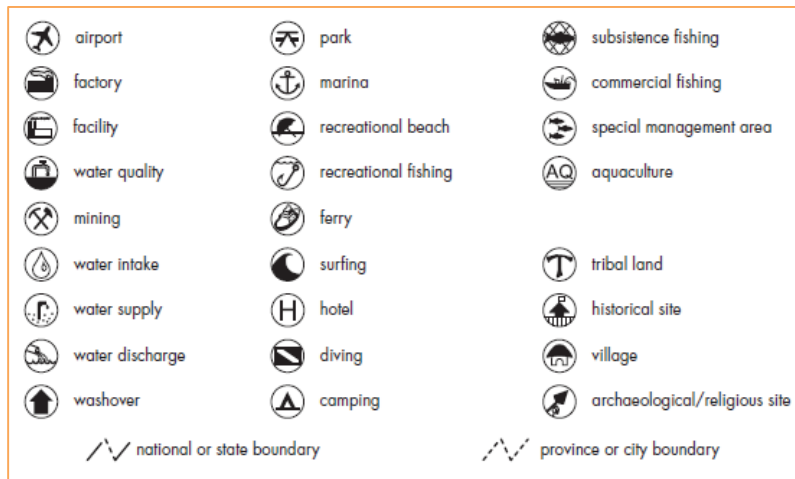 airport park subsistence fishing
factory marina commercial fishing
facility recreational beach special management area
water quality recreational fishing AQ aquaculture
mining ferry
water intake surfing tribal land
water supply H hotel historical site
water discharge diving village
washover camping archaeological/religious site
national or state boundary province or city boundary